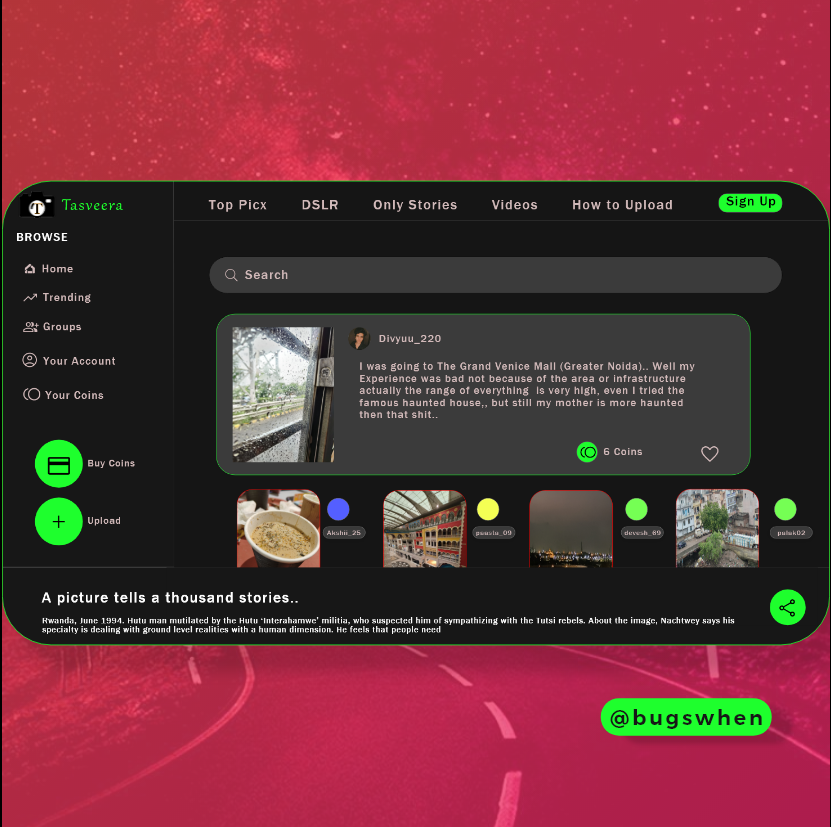 Tasveera
Top Picx
DSLR
Only Stories
Videos
How to Upload
Sign Up
BROWSE
Home
Trending
Groups
Your Account
Your Coins
Buy Coins
Upload
Search
Divyuu_220
I was going to The Grand Venice Mall (Greater Noida).. Well my
Experience was bad not because of the area or infrastructure
actually the range of everything is very high, even I tried the
famous haunted house,, but still my mother is more haunted
then that shit..
6 Coins
Akshii_25
paastu_09
devesh_69
palak02
A picture tells a thousand stories..
Rwanda, June 1994. Hutu man mutilated by the Hutu ‘Interahamwe’ militia, who suspected him of sympathizing with the Tutsi rebels. About the image, Nachtwey says his
specialty is dealing with ground level realities with a human dimension. He feels that people need
@bugswhen